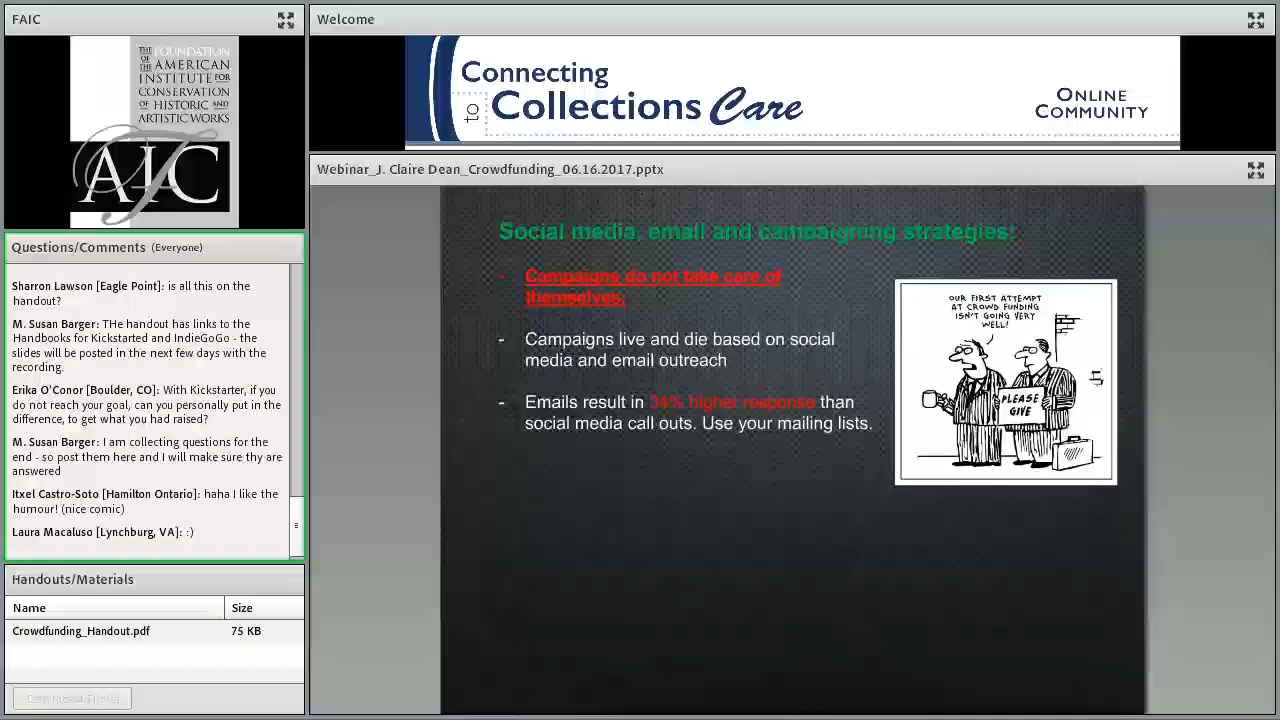 FAIC
THE FOUNDATION
OF THE AMERICAN
INSTITUTE FOR
CONSERVATION
OF HISTORIC AND
ARTISTIC WORKS
AIC
Questions/Comments (Everyone)
Sharron Lawson [Eagle Point]: is all this on the
handout?
M. Susan Barger: THe handout has links to the
Handbooks for Kickstarted and IndieGoGo - the
slides will be posted in the next few days with the
recording.
Erika O'Conor [Boulder, CO]: With Kickstarter, if you
do not reach your goal, can you personally put in the
difference, to get what you had raised?
M. Susan Barger: I am collecting questions for the
end - so post them here and I will make sure thy are
answered
Itxel Castro-Soto [Hamilton Ontario]: haha I like the
humour! (nice comic)
Laura Macaluso [Lynchburg, VA]: :)
Handouts/Materials
Name Size
Crowdfunding_Handout.pdf 75 KB
Download File(s)
Welcome
Connecting
to Collections Care
ONLINE
COMMUNITY
Webinar_J. Claire Dean_Crowdfunding_06.16.2017.pptx
Social media, email and campaigning strategies:
- Campaigns do not take care of
themselves.
- Campaigns live and die based on social
media and email outreach
- Emails result in 34% higher response than
social media call outs. Use your mailing lists.
OUR FIRST ATTEMPT
AT CROWD FUNDING
ISN'T GOING VERY
WELL!
PLEASE
GIVE